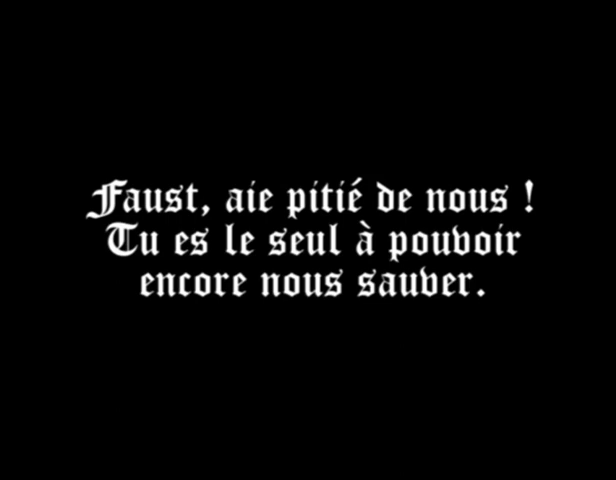 Faust, aie pitié de nous !
Tu es le seul à pouvoir
encore nous sauver.